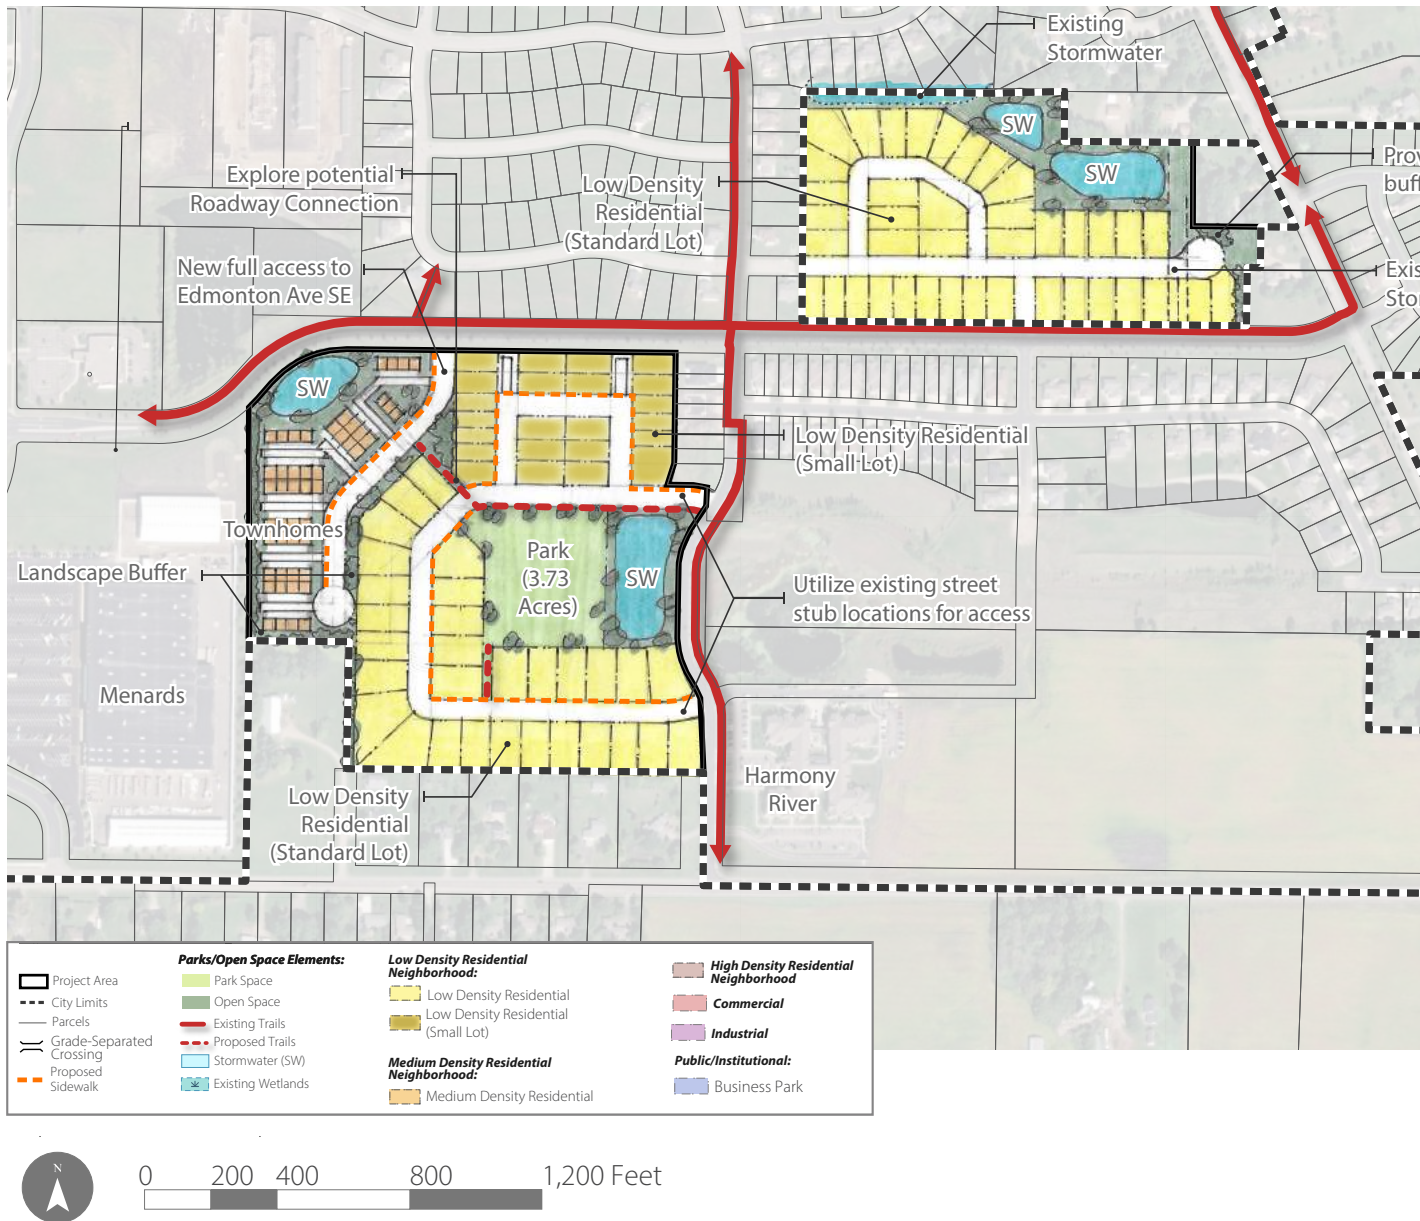 Existing
Stormwater
SW
SW
Prov
buff
Explore potential
Roadway Connection
Low Density
Residential
(Standard Lot)
New full access to
Edmonton Ave SE
Exis
Stor
SW
Low Density Residential
(Small Lot)
Townhomes
Landscape Buffer
Park
(3.73
Acres)
SW
Utilize existing street
stub locations for access
Menards
Harmony
River
Low Density
Residential
(Standard Lot)
Project Area
City Limits
Parcels
Grade-Separated
Crossing
Proposed
Sidewalk
Parks/Open Space Elements:
Park Space
Open Space
Existing Trails
Proposed Trails
Stormwater (SW)
Existing Wetlands
Low Density Residential
Neighborhood:
Low Density Residential
Low Density Residential
(Small Lot)
Medium Density Residential
Neighborhood:
Medium Density Residential
High Density Residential
Neighborhood
Commercial
Industrial
Public/Institutional:
Business Park
N
0 200 400 800 1,200 Feet